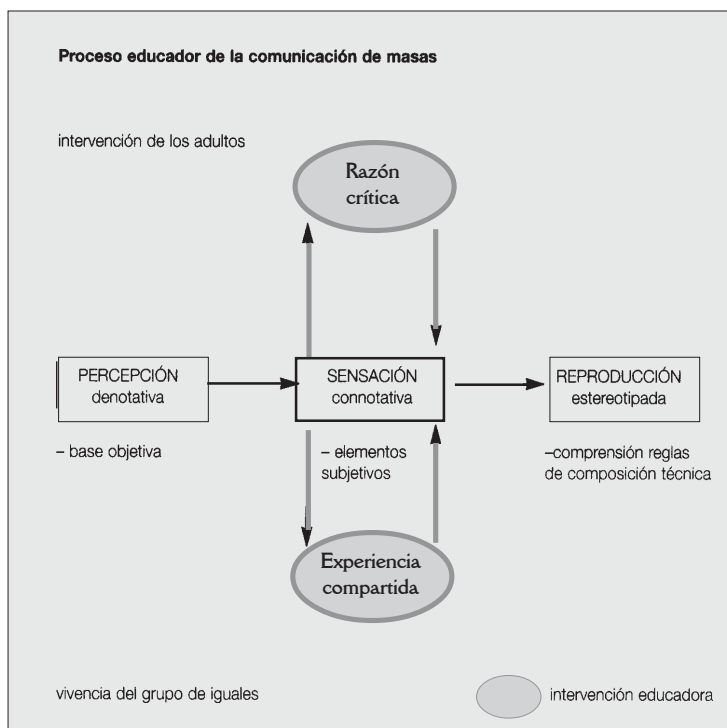 Proceso educador de la comunicación de masas
intervención de los adultos
Razón
crítica
PERCEPCIÓN
denotativa
SENSACIÓN
connotativa
REPRODUCCIÓN
estereotipada
– base objetiva
– elementos
subjetivos
–comprensión reglas
de composición técnica
Experiencia
compartida
vivencia del grupo de iguales
intervención educadora